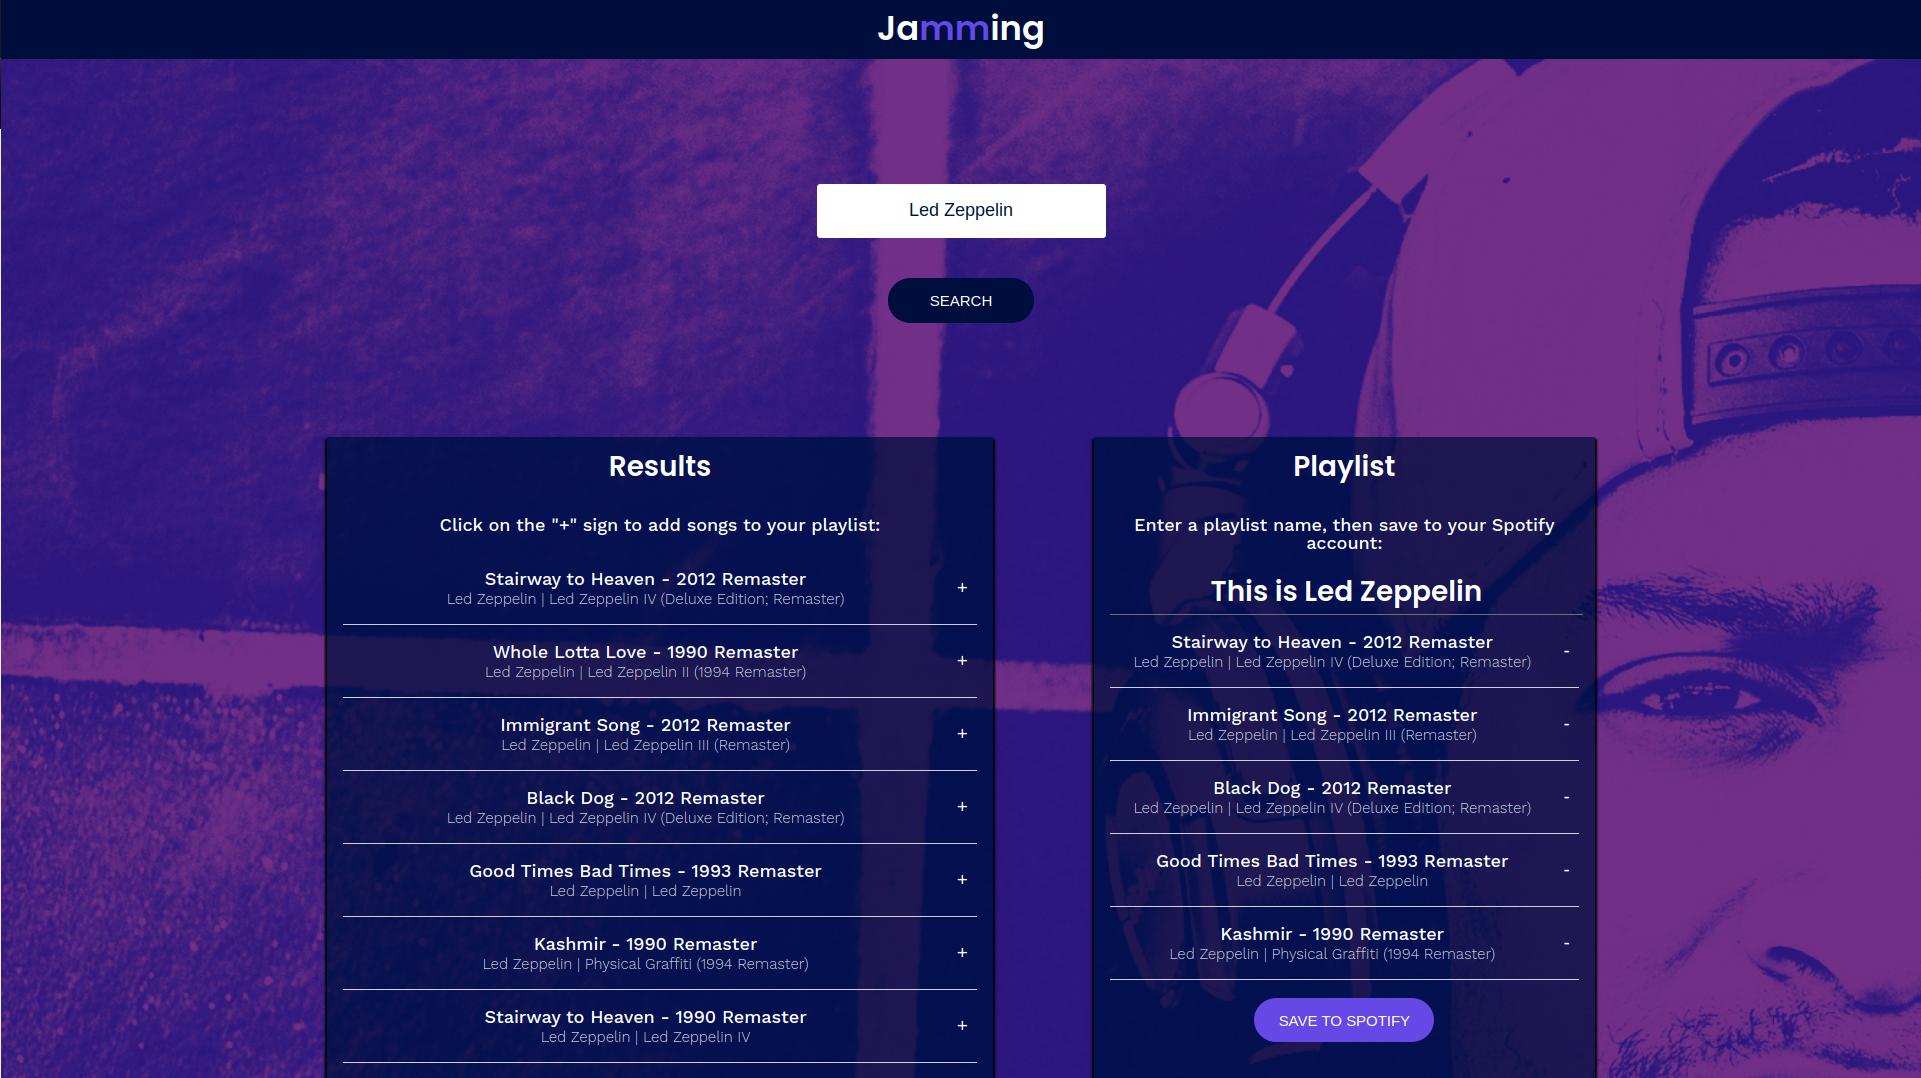 Jamming
Led Zeppelin
SEARCH
Results
Click on the "+" sign to add songs to your playlist:
Stairway to Heaven - 2012 Remaster
Led Zeppelin | Led Zeppelin IV (Deluxe Edition; Remaster)
+
Whole Lotta Love - 1990 Remaster
Led Zeppelin | Led Zeppelin II (1994 Remaster)
+
Immigrant Song - 2012 Remaster
Led Zeppelin | Led Zeppelin III (Remaster)
+
Black Dog - 2012 Remaster
Led Zeppelin | Led Zeppelin IV (Deluxe Edition; Remaster)
+
Good Times Bad Times - 1993 Remaster
Led Zeppelin | Led Zeppelin
+
Kashmir - 1990 Remaster
Led Zeppelin | Physical Graffiti (1994 Remaster)
+
Stairway to Heaven - 1990 Remaster
Led Zeppelin | Led Zeppelin IV
+
Playlist
Enter a playlist name, then save to your Spotify
account:
This is Led Zeppelin
Stairway to Heaven - 2012 Remaster
Led Zeppelin | Led Zeppelin IV (Deluxe Edition; Remaster)
-
Immigrant Song - 2012 Remaster
Led Zeppelin | Led Zeppelin III (Remaster)
-
Black Dog - 2012 Remaster
Led Zeppelin | Led Zeppelin IV (Deluxe Edition; Remaster)
-
Good Times Bad Times - 1993 Remaster
Led Zeppelin | Led Zeppelin
-
Kashmir - 1990 Remaster
Led Zeppelin | Physical Graffiti (1994 Remaster)
-
SAVE TO SPOTIFY